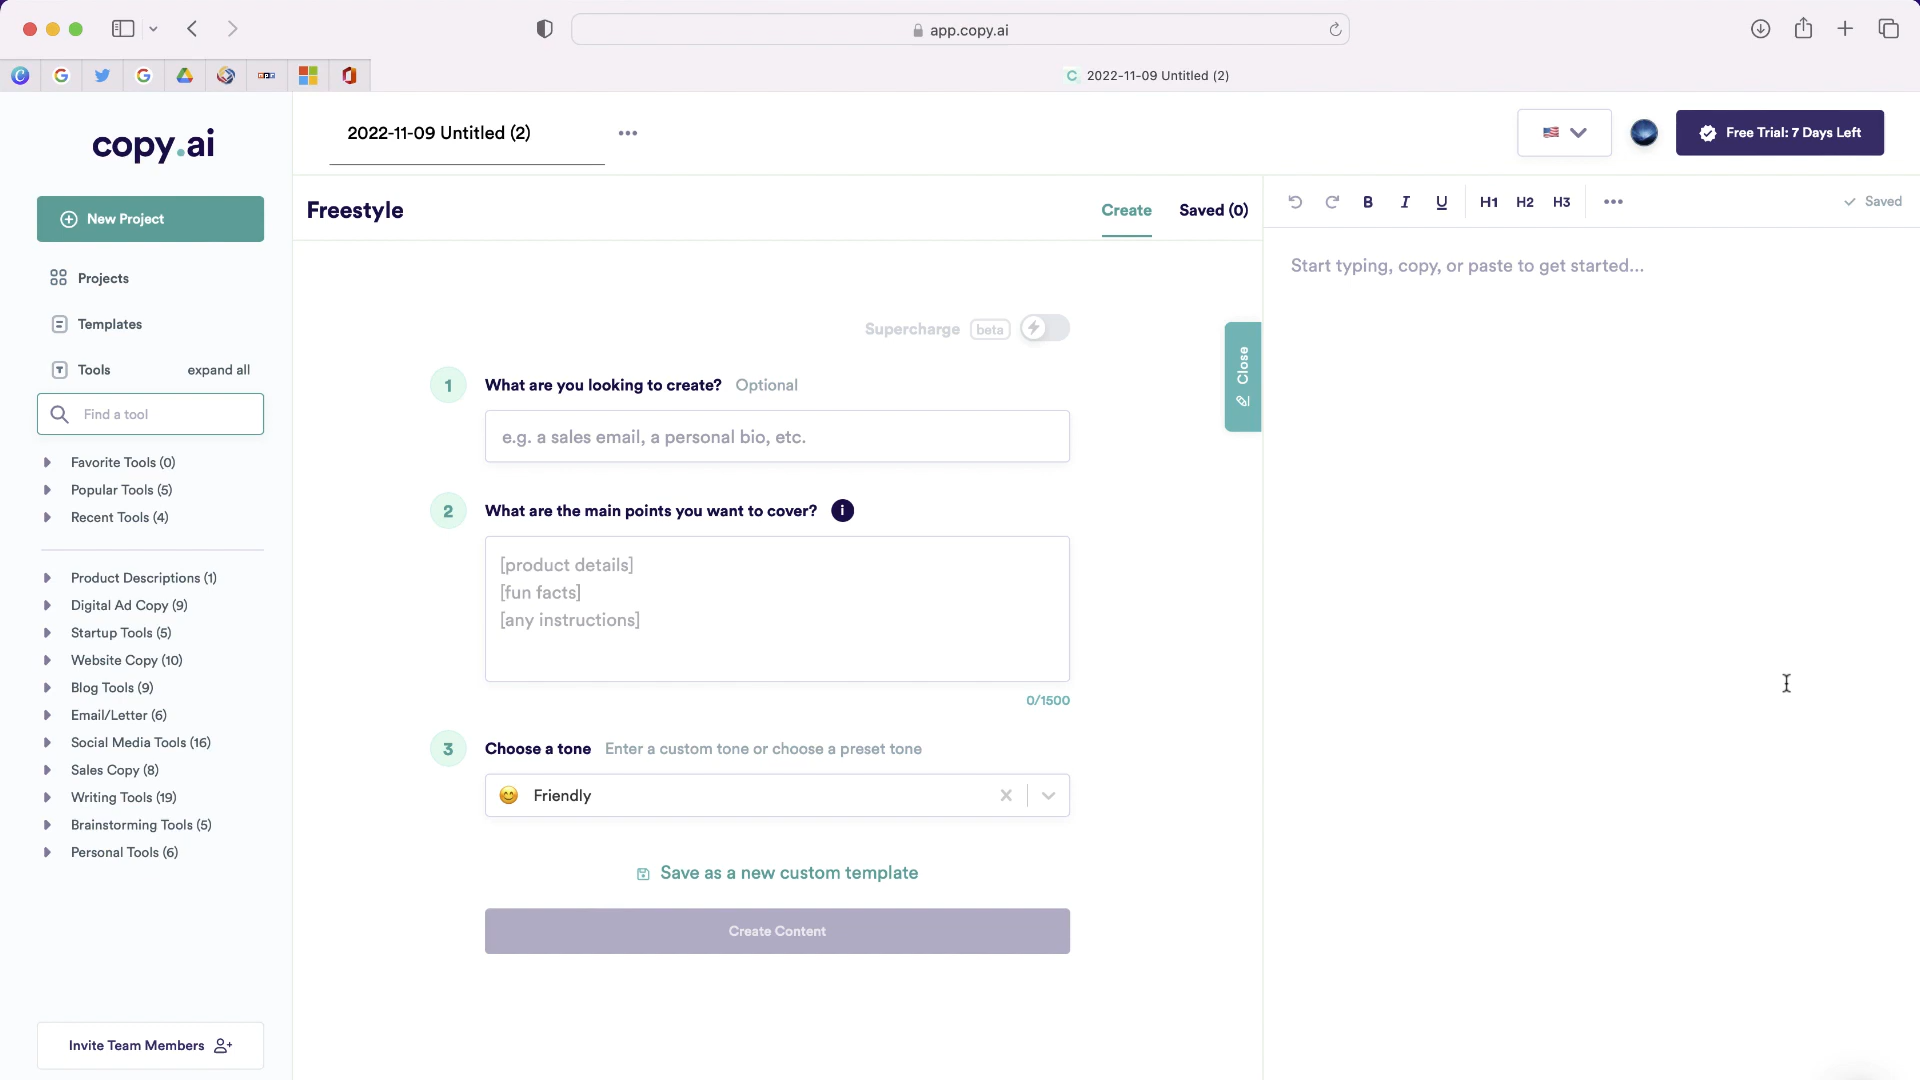 app.copy.ai
2022-11-09 Untitled (2)
copy.ai
2022-11-09 Untitled (2)
Free Trial: 7 Days Left
New Project
Projects
Templates
Tools expand all
Find a tool
Favorite Tools (0)
Popular Tools (5)
Recent Tools (4)
Product Descriptions (1)
Digital Ad Copy (9)
Startup Tools (5)
Website Copy (10)
Blog Tools (9)
Email/Letter (6)
Social Media Tools (16)
Sales Copy (8)
Writing Tools (19)
Brainstorming Tools (5)
Personal Tools (6)
Invite Team Members
Freestyle
Create Saved (0)
Supercharge beta
1 What are you looking to create? Optional
e.g. a sales email, a personal bio, etc.
2 What are the main points you want to cover? i
[product details]
[fun facts]
[any instructions]
0/1500
3 Choose a tone Enter a custom tone or choose a preset tone
Friendly
Save as a new custom template
Create Content
Close
B I U H1 H2 H3
Saved
Start typing, copy, or paste to get started...